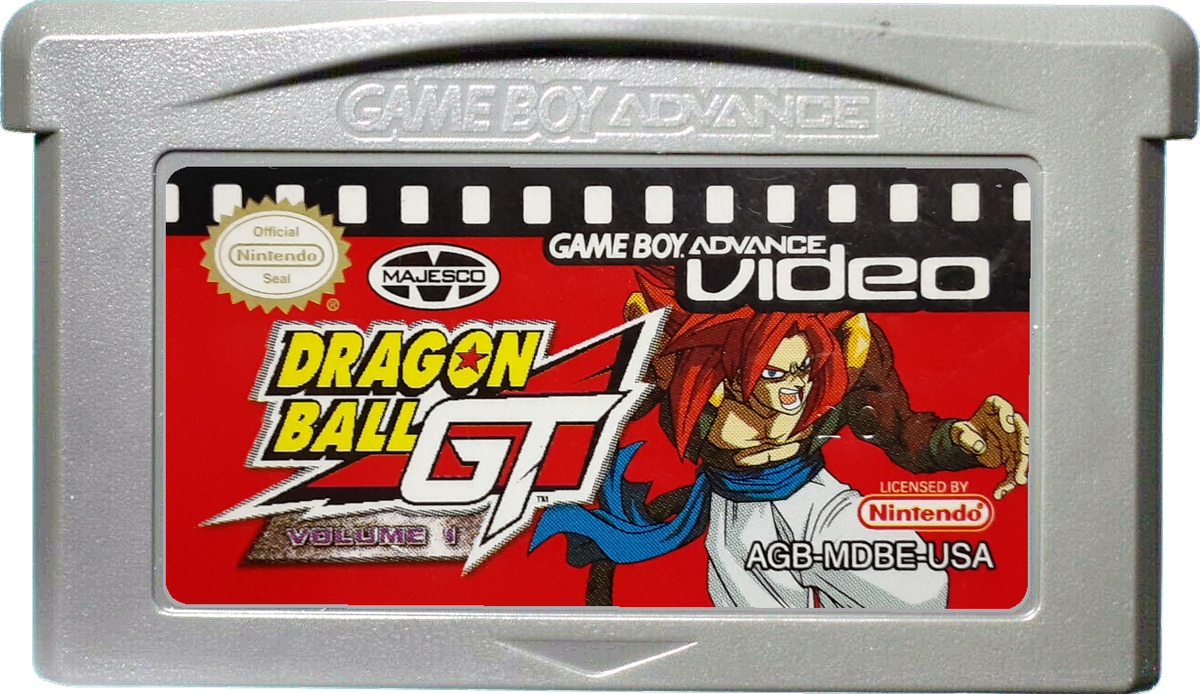 GAME BOY ADVANCE
Official
Nintendo
Seal
®
MAJESCO
M
GAME BOY ADVANCE
video
DRAGON
BALL
GT
™
VOLUME 1
LICENSED BY
Nintendo®
AGB-MDBE-USA